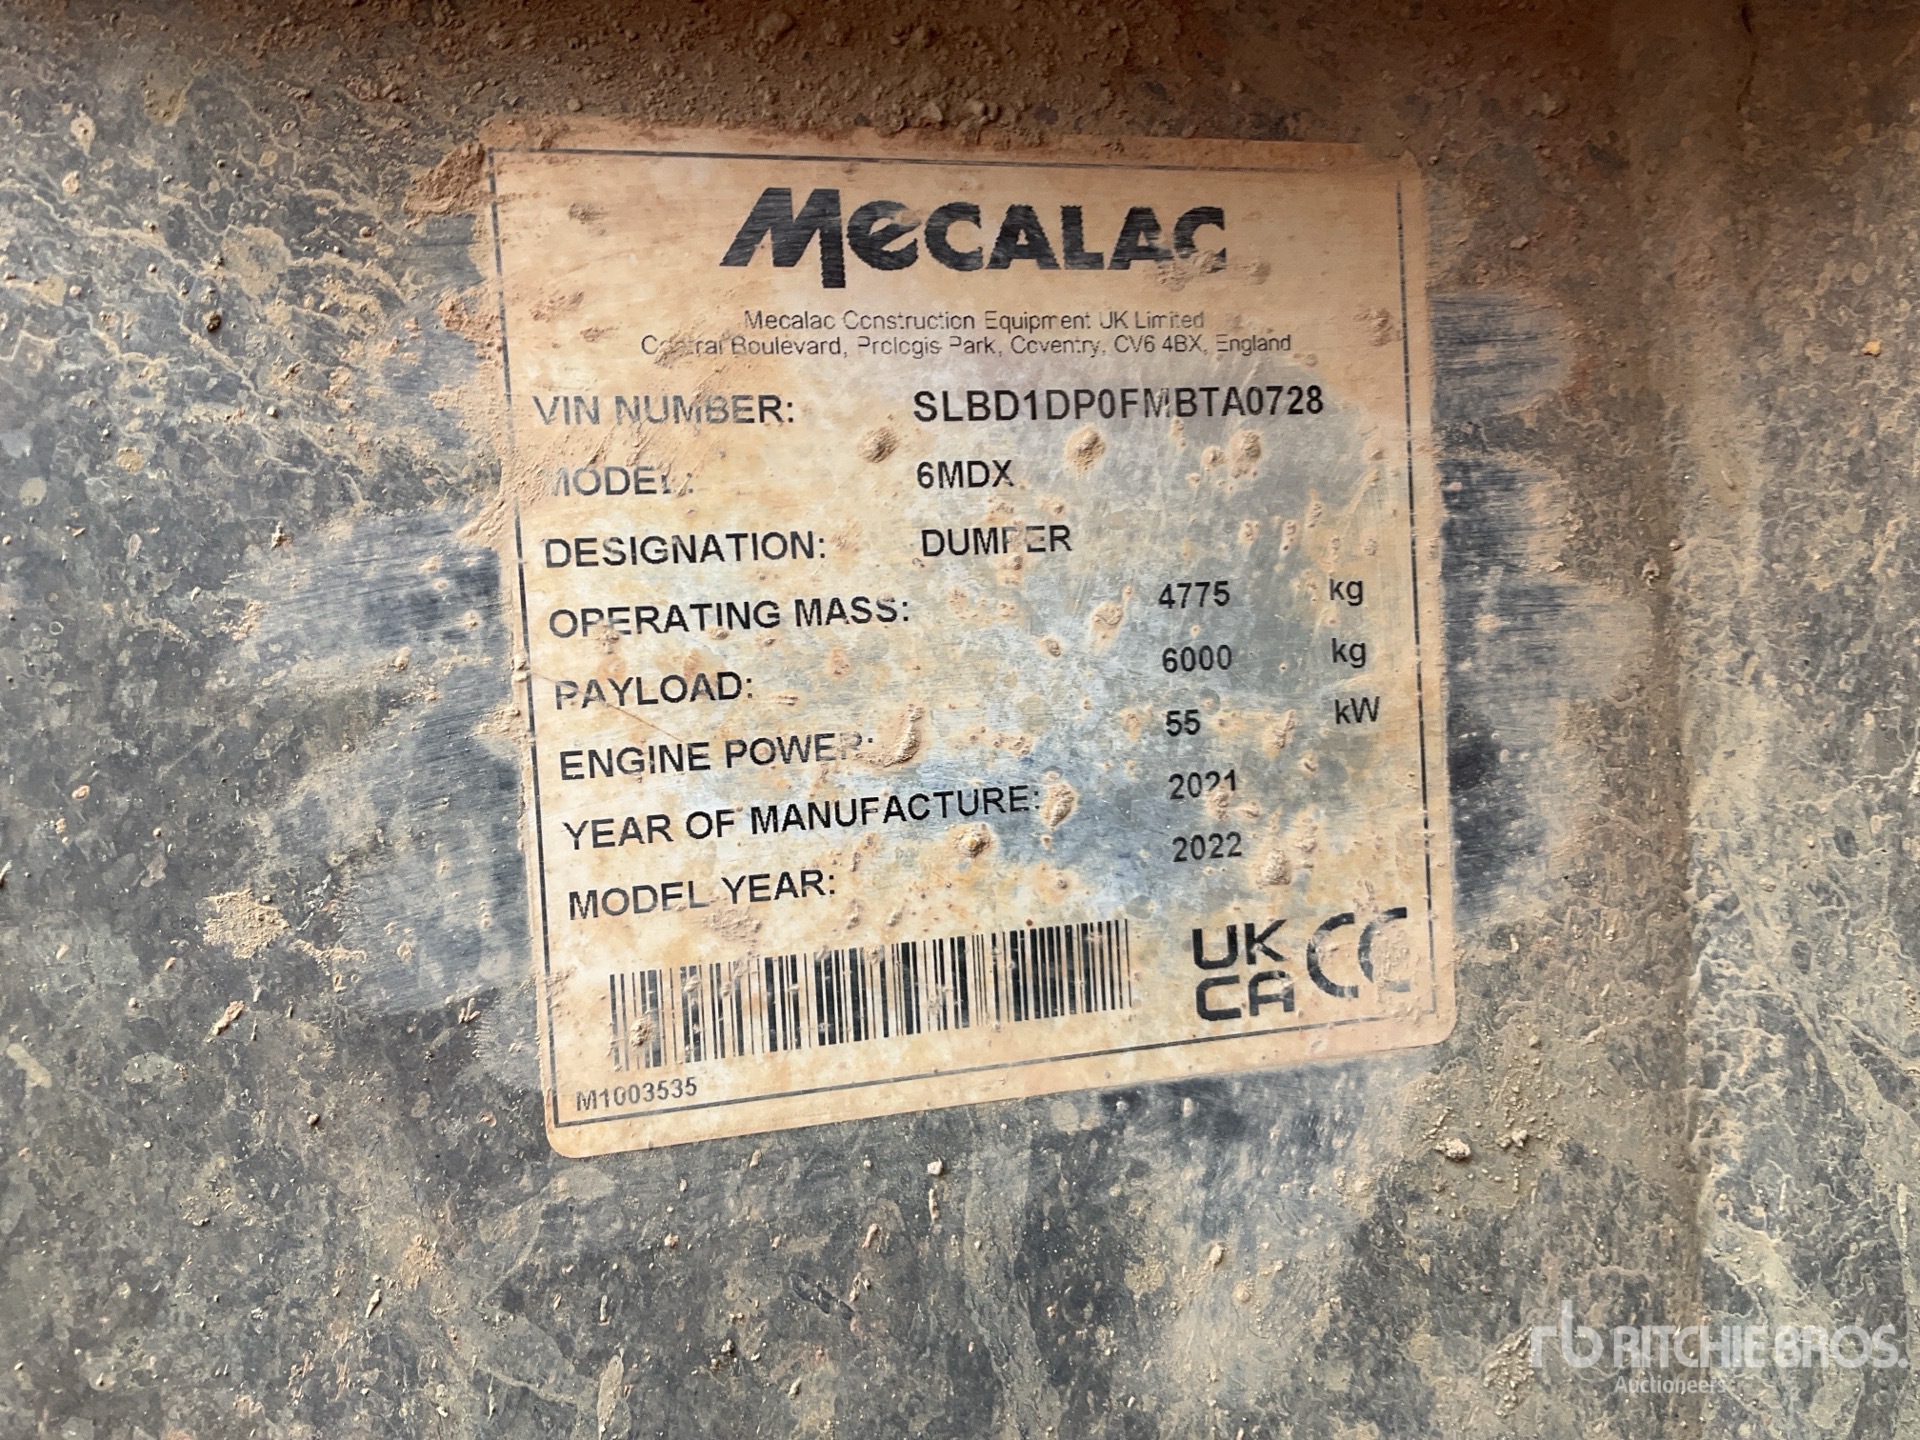 MECALAC
Mecalac Construction Equipment UK Limited
Central Boulevard, Prologis Park, Coventry, CV6 4BX, England
VIN NUMBER: SLBD1DP0FMBTA0728
MODEL: 6MDX
DESIGNATION: DUMPER
OPERATING MASS: 4775 kg
PAYLOAD: 6000 kg
ENGINE POWER: 55 kW
YEAR OF MANUFACTURE: 2021
MODEL YEAR: 2022
UK
CA CE
M1003535
rb RITCHIE BROS.
Auctioneers